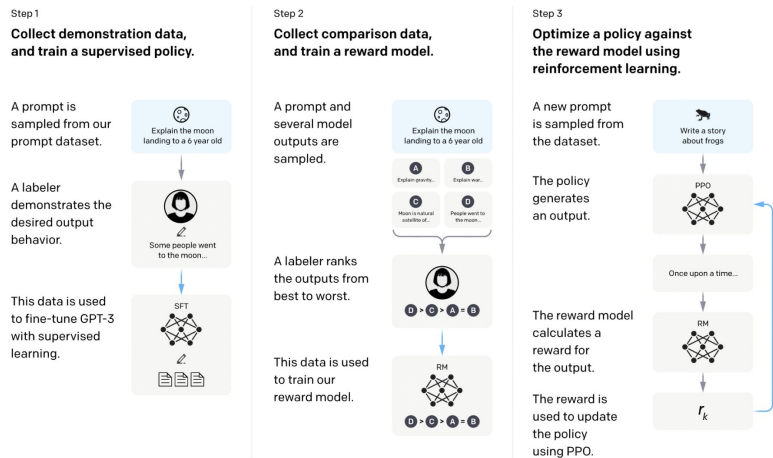 Step 1
Collect demonstration data,
and train a supervised policy.
A prompt is
sampled from our
prompt dataset.
Explain the moon
landing to a 6 year old
A labeler
demonstrates the
desired output
behavior.
Some people went
to the moon...
This data is used
to fine-tune GPT-3
with supervised
learning.
SFT
Step 2
Collect comparison data,
and train a reward model.
A prompt and
several model
outputs are
sampled.
Explain the moon
landing to a 6 year old
A
Explain gravity...
B
Explain war...
C
Moon is natural
satellite of...
D
People went to
the moon...
A labeler ranks
the outputs from
best to worst.
D > C > A = B
This data is used
to train our
reward model.
RM
D > C > A = B
Step 3
Optimize a policy against
the reward model using
reinforcement learning.
A new prompt
is sampled from
the dataset.
Write a story
about frogs
The policy
generates
an output.
PPO
Once upon a time...
The reward model
calculates a
reward for
the output.
RM
The reward is
used to update
the policy
using PPO.
rₖ